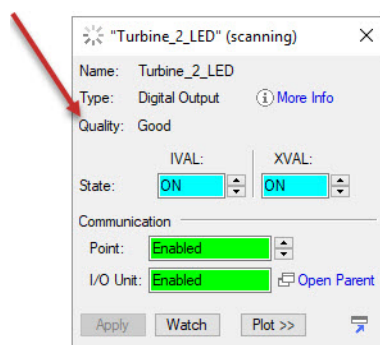 "Turbine_2_LED" (scanning)
Name: Turbine_2_LED
Type: Digital Output More Info
Quality: Good
IVAL: XVAL:
State: ON ON
Communication
Point: Enabled
I/O Unit: Enabled Open Parent
Apply Watch Plot >>